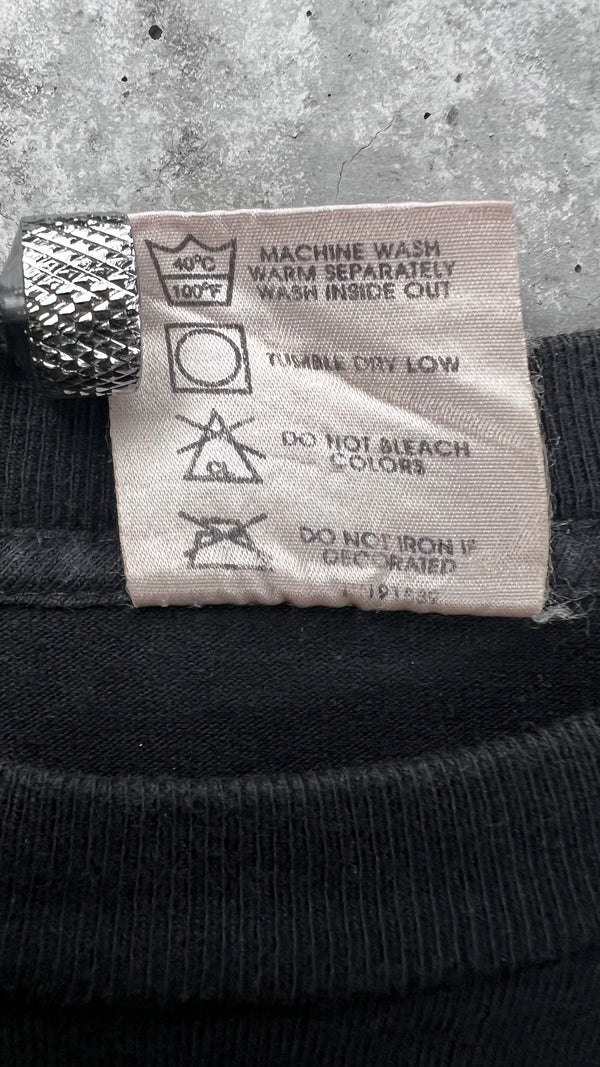 40°C
100°F
MACHINE WASH
WARM SEPARATELY
WASH INSIDE OUT
TUMBLE DRY LOW
CL
DO NOT BLEACH
COLORS
DO NOT IRON IF
DECORATED